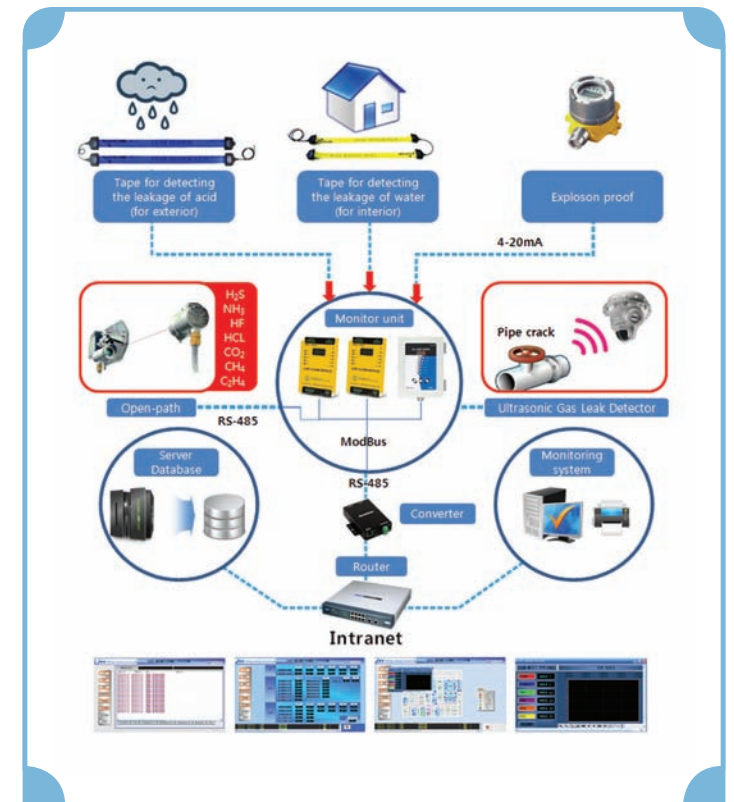 Tape for detecting
the leakage of acid
(for exterior)
Tape for detecting
the leakage of water
(for interior)
Exploson proof
4-20mA
H₂S
NH₃
HF
HCL
CO₂
CH₄
C₂H₄
Monitor unit
Pipe crack
Open-path
Ultrasonic Gas Leak Detector
RS-485
ModBus
Server
Database
Monitoring
system
RS-485
Converter
Router
Intranet